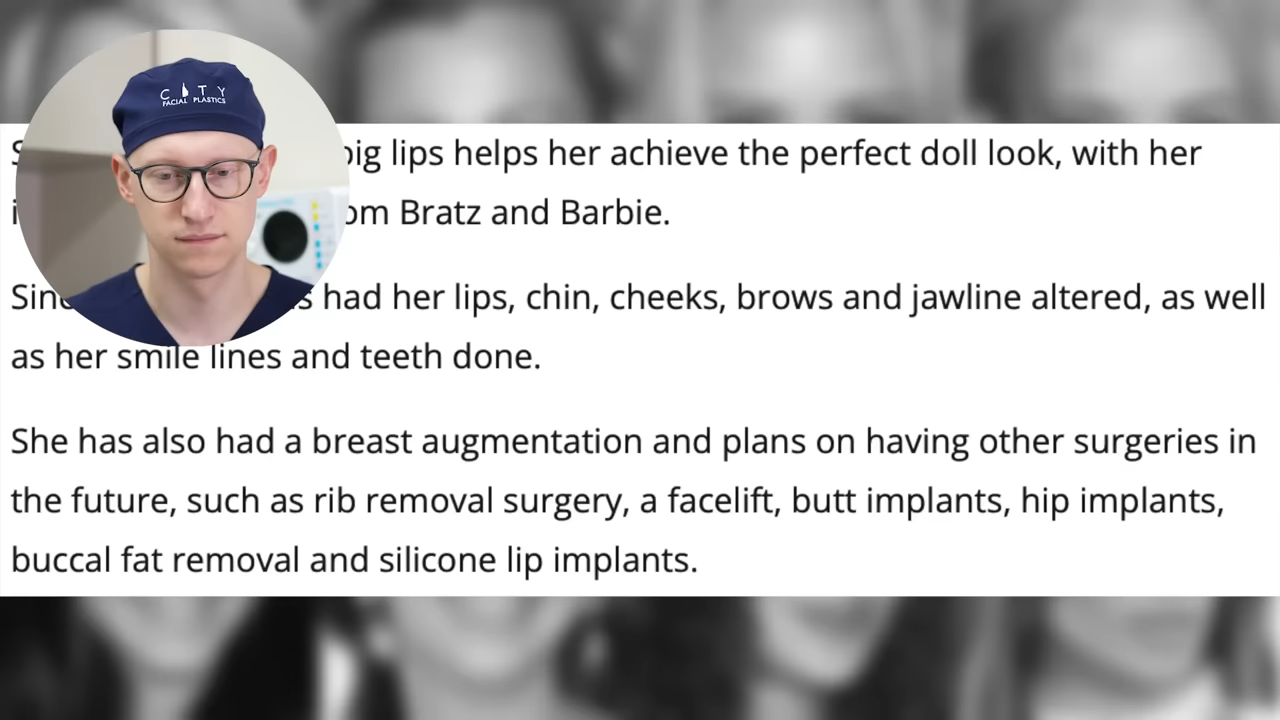 CITY
FACIAL PLASTICS
big lips helps her achieve the perfect doll look, with her
Bratz and Barbie.
had her lips, chin, cheeks, brows and jawline altered, as well
as her smile lines and teeth done.
She has also had a breast augmentation and plans on having other surgeries in
the future, such as rib removal surgery, a facelift, butt implants, hip implants,
buccal fat removal and silicone lip implants.